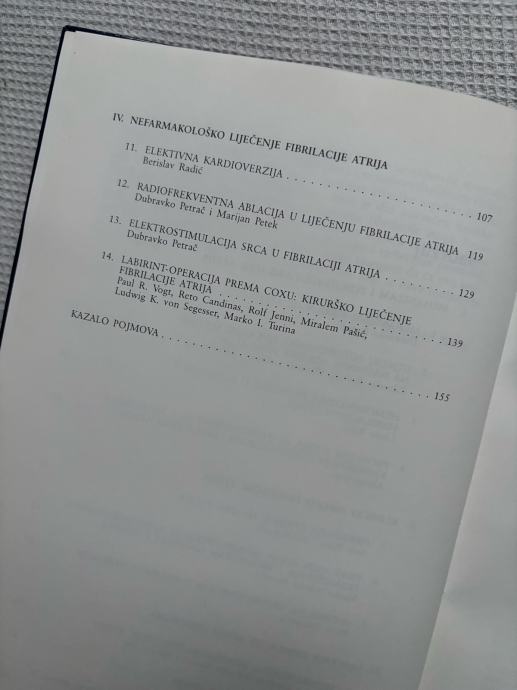 IV. NEFARMAKOLOŠKO LIJEČENJE FIBRILACIJE ATRIJA
11. ELEKTIVNA KARDIOVERZIJA . . . . . . . . . . . . . . . . . . . . . . . . . 107
Berislav Radić
12. RADIOFREKVENTNA ABLACIJA U LIJEČENJU FIBRILACIJE ATRIJA 119
Dubravko Petrač i Marijan Petek
13. ELEKTROSTIMULACIJA SRCA U FIBRILACIJI ATRIJA . . . . . . . . . 129
Dubravko Petrač
14. LABIRINT-OPERACIJA PREMA COXU: KIRURŠKO LIJEČENJE
FIBRILACIJE ATRIJA . . . . . . . . . . . . . . . . . . . . . . . . . . . . . . 139
Paul R. Vogt, Reto Candinas, Rolf Jenni, Miralem Pašić,
Ludwig K. von Segesser, Marko I. Turina
KAZALO POJMOVA . . . . . . . . . . . . . . . . . . . . . . . . . . . . . . . . . . 155